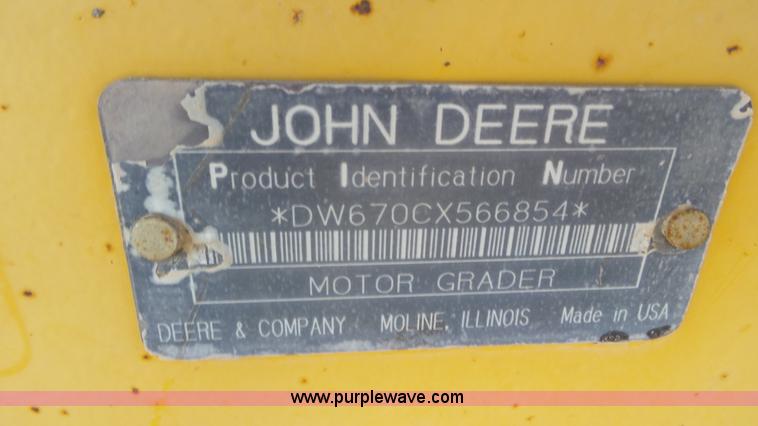 JOHN DEERE
Product Identification Number
*DW670CX566854*
MOTOR GRADER
DEERE & COMPANY MOLINE, ILLINOIS Made in USA
www.purplewave.com